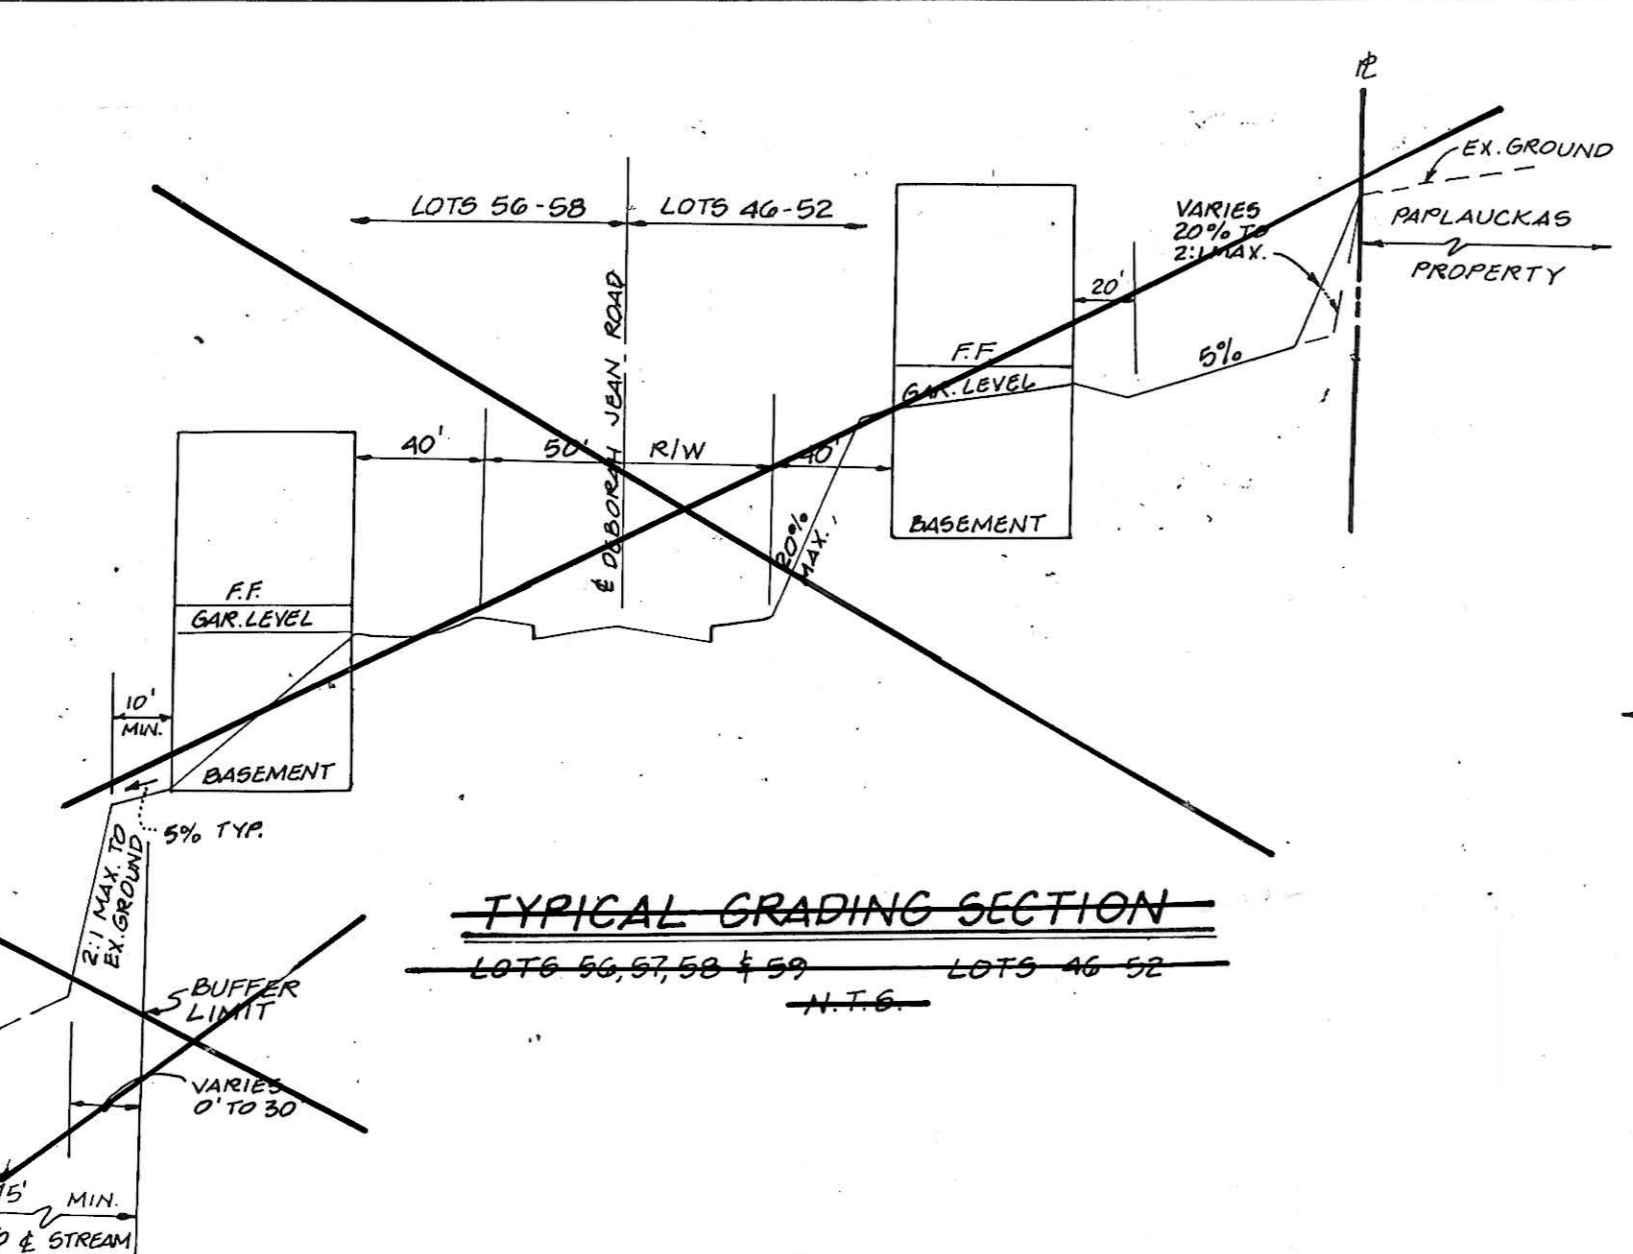 ℄
EX. GROUND
LOTS 56-58
LOTS 46-52
VARIES
20% TO
2:1 MAX.
PAPLAUCKAS
PROPERTY
20'
℄ DEBORAH JEAN ROAD
F.F.
GAR. LEVEL
5%
40'
50'
R/W
40'
20%
MAX.
BASEMENT
F.F.
GAR. LEVEL
10'
MIN.
BASEMENT
5% TYP.
2:1 MAX. TO
EX. GROUND
TYPICAL GRADING SECTION
LOTS 56, 57, 58 & 59
LOTS 46-52
N.T.S.
BUFFER
LIMIT
VARIES
0' TO 30'
MIN.
℄ STREAM